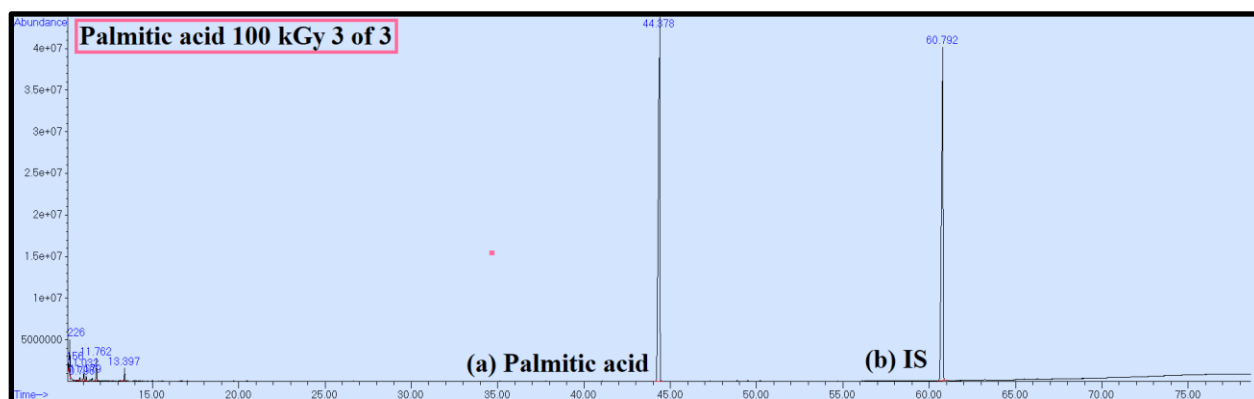 Abundance
Palmitic acid 100 kGy 3 of 3
44.378
60.792
4e+07
3.5e+07
3e+07
2.5e+07
2e+07
1.5e+07
1e+07
5000000
226
11.762
13.397
(a) Palmitic acid
(b) IS
Time-->
15.00 20.00 25.00 30.00 35.00 40.00 45.00 50.00 55.00 60.00 65.00 70.00 75.00